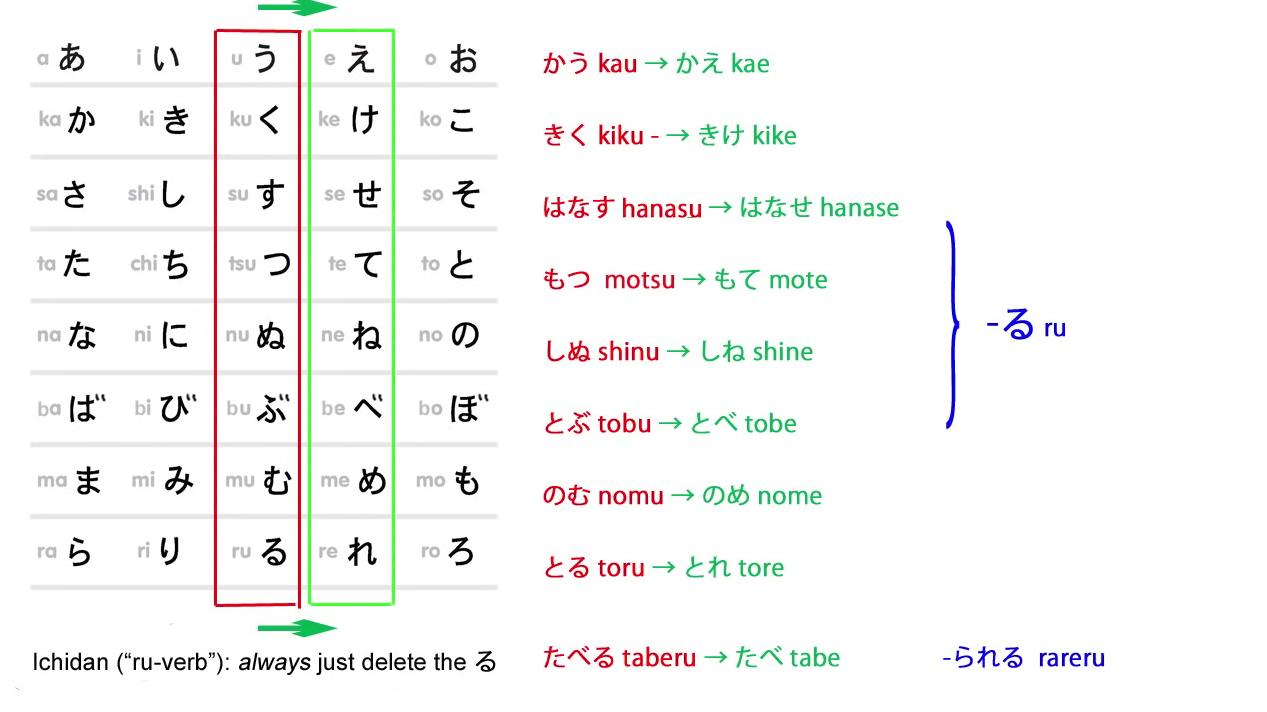 a あ i い u う e え o お かう kau → かえ kae
ka か ki き ku く ke け ko こ きく kiku - → きけ kike
sa さ shi し su す se せ so そ はなす hanasu → はなせ hanase
ta た chi ち tsu つ te て to と もつ motsu → もて mote
na な ni に nu ぬ ne ね no の しぬ shinu → しね shine
-る ru
ba ば bi び bu ぶ be べ bo ぼ とぶ tobu → とべ tobe
ma ま mi み mu む me め mo も のむ nomu → のめ nome
ra ら ri り ru る re れ ro ろ とる toru → とれ tore
Ichidan (“ru-verb”): always just delete the る たべる taberu → たべ tabe -られる rareru